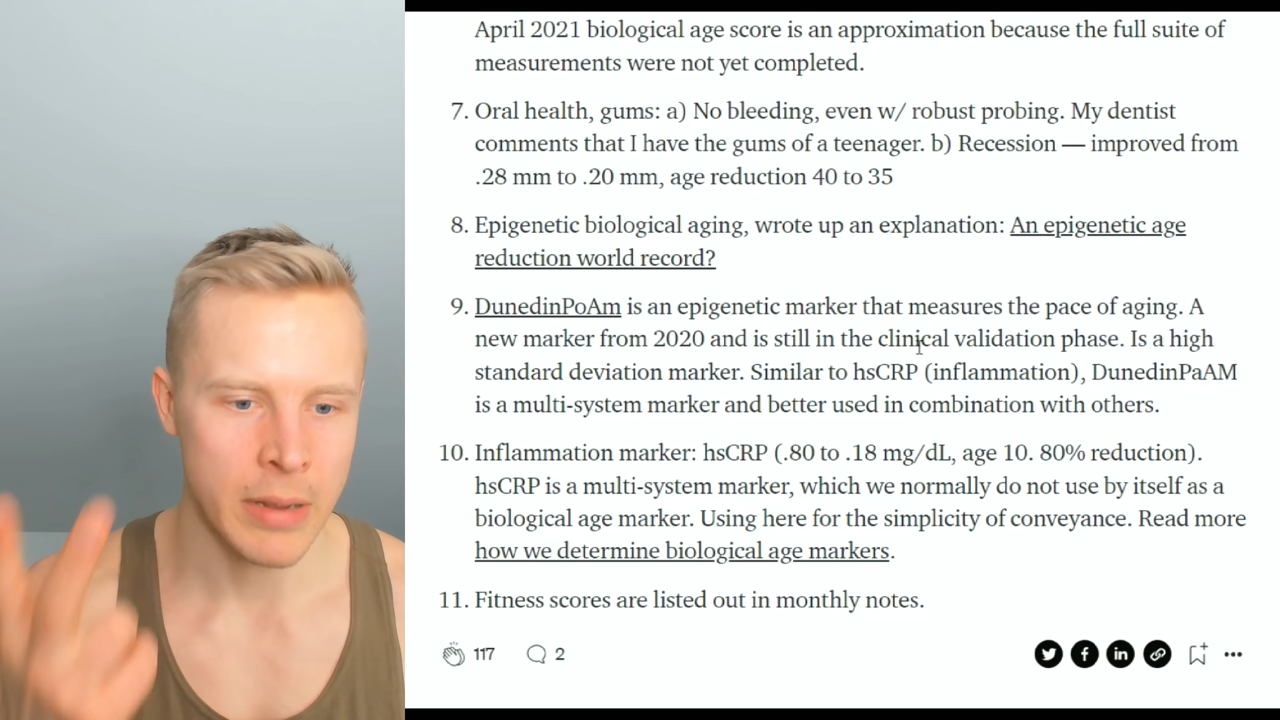 April 2021 biological age score is an approximation because the full suite of
measurements were not yet completed.
7. Oral health, gums: a) No bleeding, even w/ robust probing. My dentist
comments that I have the gums of a teenager. b) Recession — improved from
.28 mm to .20 mm, age reduction 40 to 35
8. Epigenetic biological aging, wrote up an explanation: An epigenetic age
reduction world record?
9. DunedinPoAm is an epigenetic marker that measures the pace of aging. A
new marker from 2020 and is still in the clinical validation phase. Is a high
standard deviation marker. Similar to hsCRP (inflammation), DunedinPaAM
is a multi-system marker and better used in combination with others.
10. Inflammation marker: hsCRP (.80 to .18 mg/dL, age 10. 80% reduction).
hsCRP is a multi-system marker, which we normally do not use by itself as a
biological age marker. Using here for the simplicity of conveyance. Read more
how we determine biological age markers.
11. Fitness scores are listed out in monthly notes.
117 2